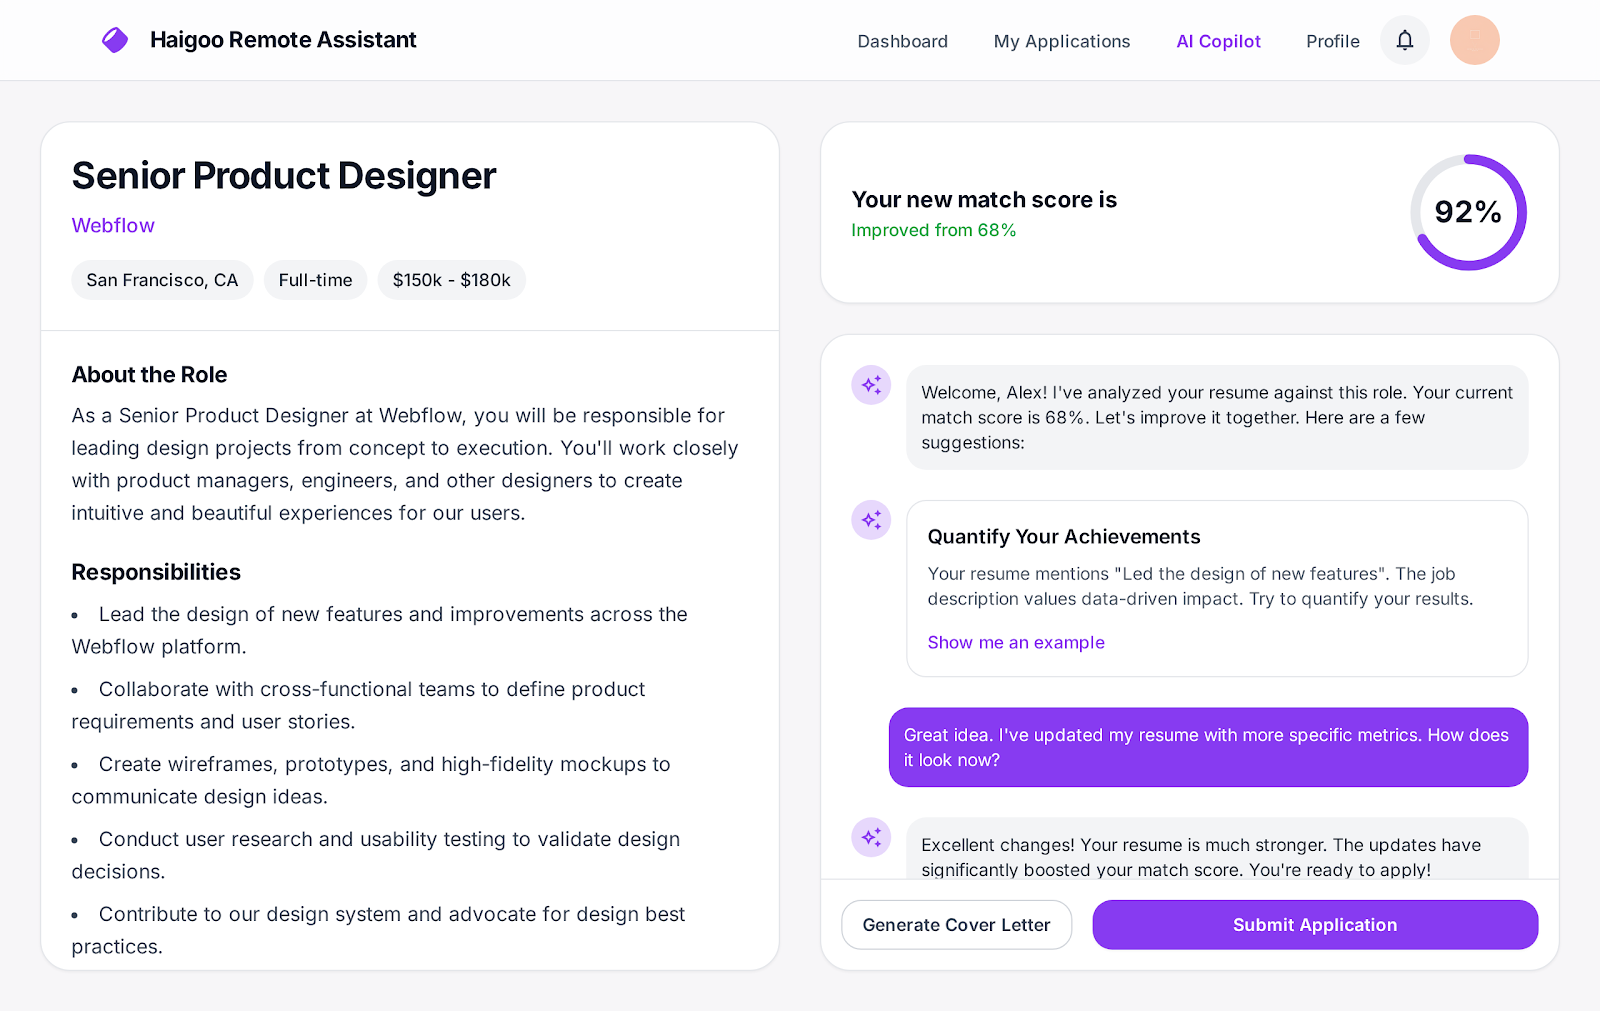 Haigoo Remote Assistant
Dashboard
My Applications
AI Copilot
Profile
Senior Product Designer
Webflow
San Francisco, CA
Full-time
$150k - $180k
About the Role
As a Senior Product Designer at Webflow, you will be responsible for
leading design projects from concept to execution. You'll work closely
with product managers, engineers, and other designers to create
intuitive and beautiful experiences for our users.
Responsibilities
• Lead the design of new features and improvements across the
Webflow platform.
• Collaborate with cross-functional teams to define product
requirements and user stories.
• Create wireframes, prototypes, and high-fidelity mockups to
communicate design ideas.
• Conduct user research and usability testing to validate design
decisions.
• Contribute to our design system and advocate for design best
practices.
Your new match score is
Improved from 68%
92%
Welcome, Alex! I've analyzed your resume against this role. Your current
match score is 68%. Let's improve it together. Here are a few
suggestions:
Quantify Your Achievements
Your resume mentions "Led the design of new features". The job
description values data-driven impact. Try to quantify your results.
Show me an example
Great idea. I've updated my resume with more specific metrics. How does
it look now?
Excellent changes! Your resume is much stronger. The updates have
significantly boosted your match score. You're ready to apply!
Generate Cover Letter
Submit Application